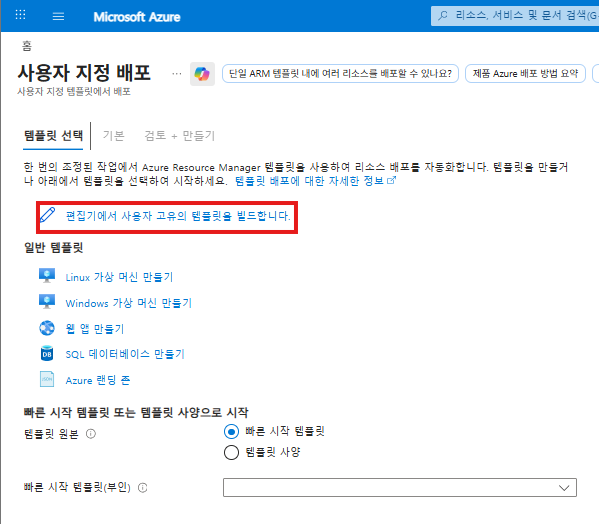 Microsoft Azure
리소스, 서비스 및 문서 검색(G
홈
사용자 지정 배포
...
단일 ARM 템플릿 내에 여러 리소스를 배포할 수 있나요?
제품 Azure 배포 방법 요약
사용자 지정 템플릿에서 배포
템플릿 선택 기본 검토 + 만들기
한 번의 조정된 작업에서 Azure Resource Manager 템플릿을 사용하여 리소스 배포를 자동화합니다. 템플릿을 만들거
나 아래에서 템플릿을 선택하여 시작하세요. 템플릿 배포에 대한 자세한 정보
편집기에서 사용자 고유의 템플릿을 빌드합니다.
일반 템플릿
Linux 가상 머신 만들기
Windows 가상 머신 만들기
웹 앱 만들기
SQL 데이터베이스 만들기
Azure 랜딩 존
빠른 시작 템플릿 또는 템플릿 사양으로 시작
템플릿 원본
빠른 시작 템플릿
템플릿 사양
빠른 시작 템플릿(부인)